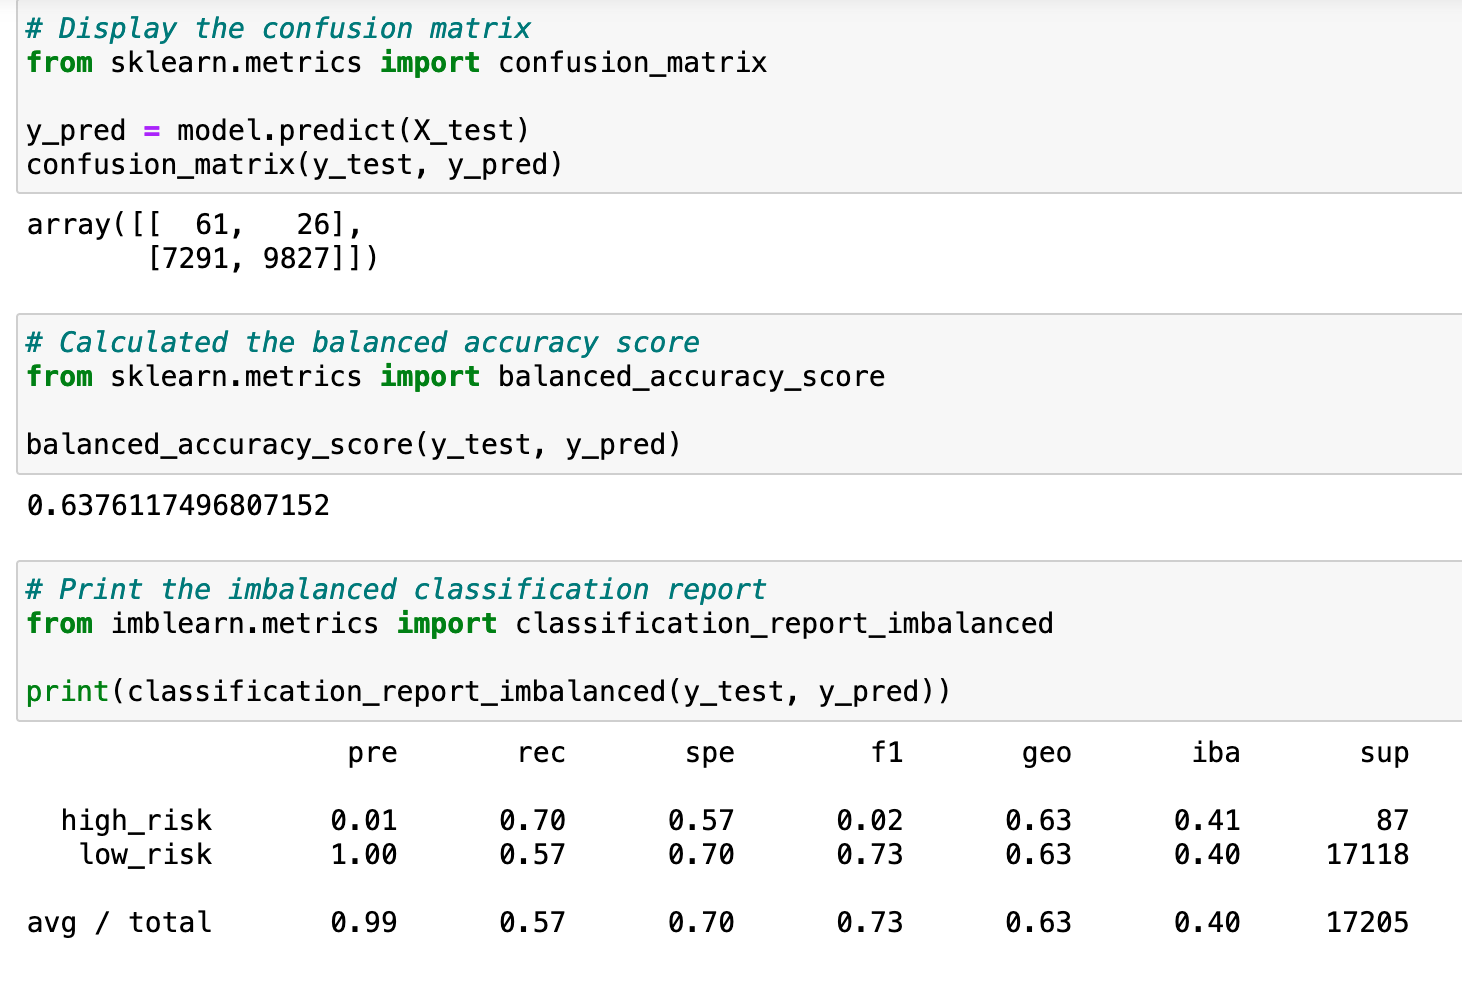 # Display the confusion matrix
from sklearn.metrics import confusion_matrix
y_pred = model.predict(X_test)
confusion_matrix(y_test, y_pred)
array([[  61,   26],
       [7291, 9827]])
# Calculated the balanced accuracy score
from sklearn.metrics import balanced_accuracy_score
balanced_accuracy_score(y_test, y_pred)
0.6376117496807152
# Print the imbalanced classification report
from imblearn.metrics import classification_report_imbalanced
print(classification_report_imbalanced(y_test, y_pred))
pre rec spe f1 geo iba sup
high_risk 0.01 0.70 0.57 0.02 0.63 0.41 87
low_risk 1.00 0.57 0.70 0.73 0.63 0.40 17118
avg / total 0.99 0.57 0.70 0.73 0.63 0.40 17205